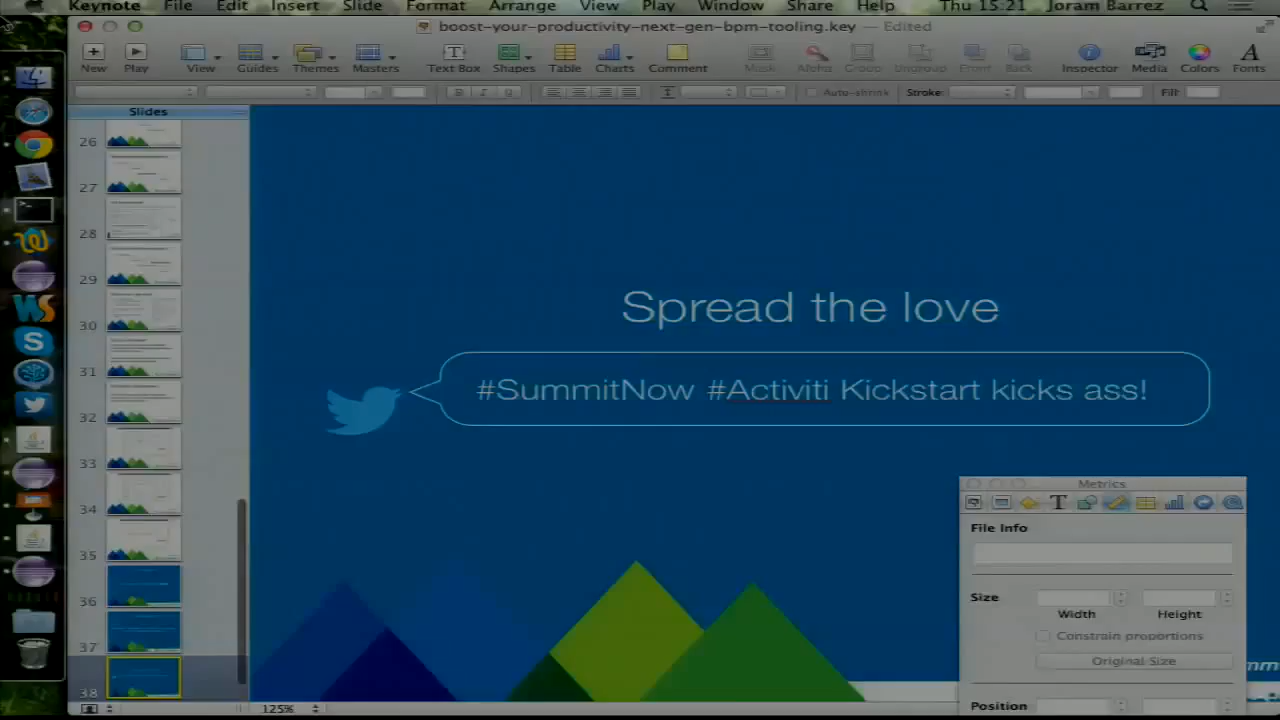 Keynote File Edit Insert Slide Format Arrange View Play Window Share Help Thu 15:21 Joram Barrez
boost-your-productivity-next-gen-bpm-tooling.key — Edited
New Play View Guides Themes Masters Text Box Shapes Table Charts Comment Mask Alpha Group Ungroup Front Back Inspector Media Colors Fonts
B I U T Auto-shrink Stroke: Fill:
Slides
26
27
28
29
30
31
32
33
34
35
36
37
38
Spread the love
#SummitNow #Activiti Kickstart kicks ass!
Metrics
T
File Info
Size
Width Height
Constrain proportions
Original Size
Position
125%